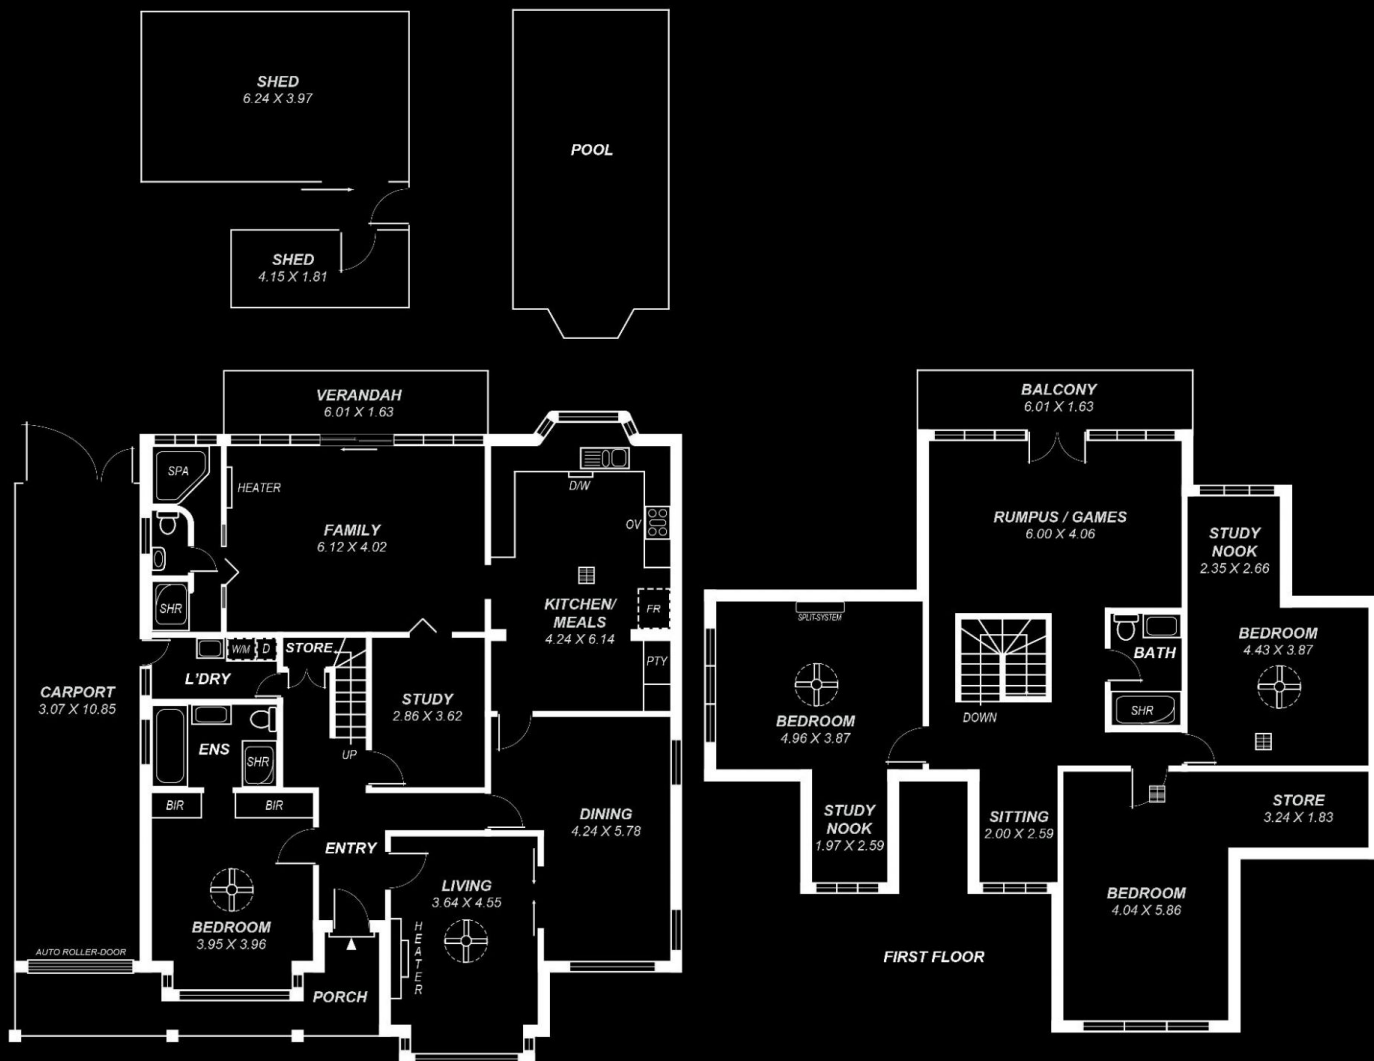 SHED
6.24 X 3.97
POOL
SHED
4.15 X 1.81
VERANDAH
6.01 X 1.63
SPA
HEATER
D/W
OV
FAMILY
6.12 X 4.02
KITCHEN/
MEALS
4.24 X 6.14
FR
SHR
W/M
D
STORE
L'DRY
PTY
CARPORT
3.07 X 10.85
STUDY
2.86 X 3.62
ENS
SHR
UP
BIR
BIR
DINING
4.24 X 5.78
ENTRY
LIVING
3.64 X 4.55
BEDROOM
3.95 X 3.96
HEATER
AUTO ROLLER-DOOR
PORCH
BALCONY
6.01 X 1.63
RUMPUS / GAMES
6.00 X 4.06
STUDY
NOOK
2.35 X 2.66
SPLIT-SYSTEM
BATH
BEDROOM
4.43 X 3.87
BEDROOM
4.96 X 3.87
DOWN
SHR
STUDY
NOOK
1.97 X 2.59
SITTING
2.00 X 2.59
STORE
3.24 X 1.83
BEDROOM
4.04 X 5.86
FIRST FLOOR